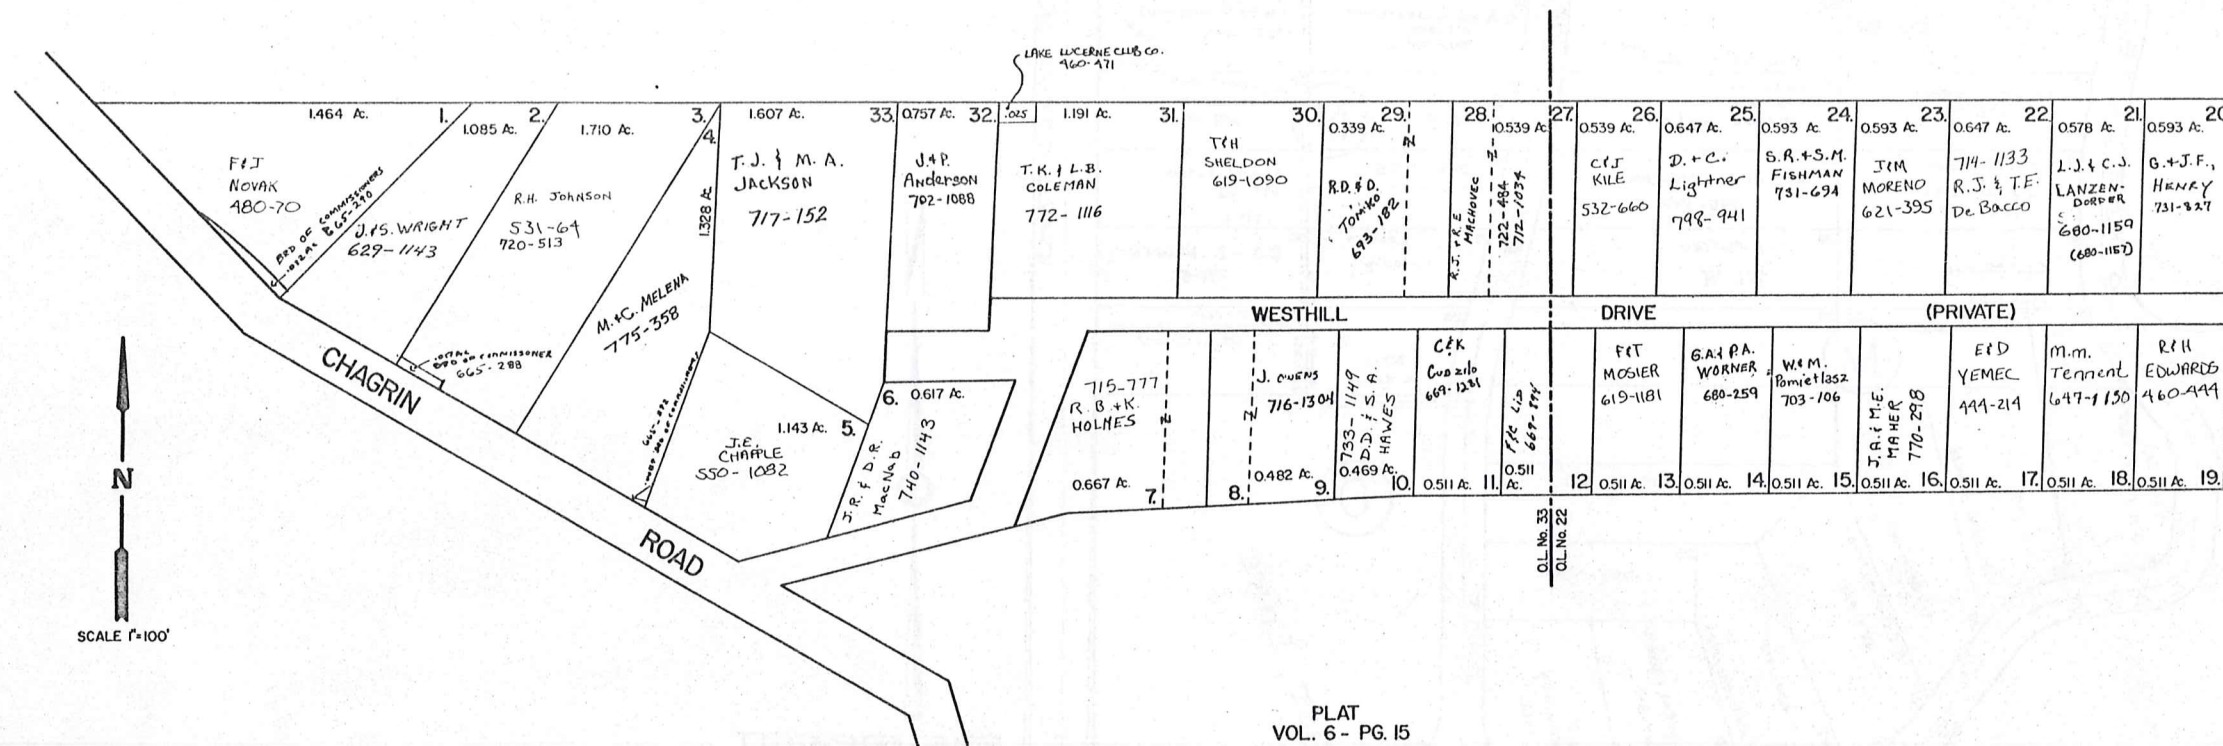 LAKE LUCERNE CLUB CO.
460-471
1.464 Ac.
1.
1.085 Ac.
2.
1.710 Ac.
3.
4.
1.607 Ac.
33.
0.757 Ac.
32.
.025
1.191 Ac.
31.
30.
0.339 Ac.
29.
28.
0.539 Ac.
27.
0.539 Ac.
26.
0.647 Ac.
25.
0.593 Ac.
24.
0.593 Ac.
23.
0.647 Ac.
22.
0.578 Ac.
21.
0.593 Ac.
20
F&J
NOVAK
480-70
BRD OF COMMISSIONERS
665-290
J.&S. WRIGHT
629-1143
R.H. JOHNSON
531-64
720-513
M.&C. MELENA
775-358
1.328 Ac.
T.J. & M. A.
JACKSON
717-152
J.&P.
Anderson
702-1088
T.K. & L.B.
COLEMAN
772-1116
T&H
SHELDON
619-1090
R.D. & D.
TOMKO
693-182
Z
R.J. & R.E
MACHOVEC
Z
722-484
712-1034
C&J
KILE
532-660
D. & C.
Lightner
798-941
S.R.&S.M.
FISHMAN
731-694
J&M
MORENO
621-395
714-1133
R.J. & T.E.
De Bacco
L.J. & C.J.
LANZEN-
DORFER
680-1159
(680-1157)
G.&J.F.,
HENRY
731-827
WESTHILL DRIVE (PRIVATE)
CHAGRIN
BRD OF COMMISSONER
665-288
ROAD
J.E.
CHAPPLE
550-1082
1.143 Ac.
5.
6.
0.617 Ac.
J.R. & D.R.
MacNab
740-1143
715-777
R.B.&K.
HOLMES
0.667 Ac.
7.
Z
8.
Z
J. OWENS
716-1304
0.482 Ac.
9.
733-1149
D.D. & S.A.
HAWES
0.469 Ac.
10.
C&K
669-1281
0.511 Ac.
11.
0.511
Ac.
12.
F&T
MOSIER
619-1181
0.511 Ac.
13.
G.A.& P.A.
WORNER
680-259
0.511 Ac.
14.
W.& M.
Pomietlasz
703-106
0.511 Ac.
15.
J.A. & M.E.
MAHER
770-298
0.511 Ac.
16.
E&D
YEMEC
444-214
0.511 Ac.
17.
M.M.
Tennent
647-1150
0.511 Ac.
18.
R&H
EDWARDS
460-444
0.511 Ac.
19.
O.L. No. 33
O.L. No. 22
N
SCALE 1"=100'
PLAT
VOL. 6 - PG. 15